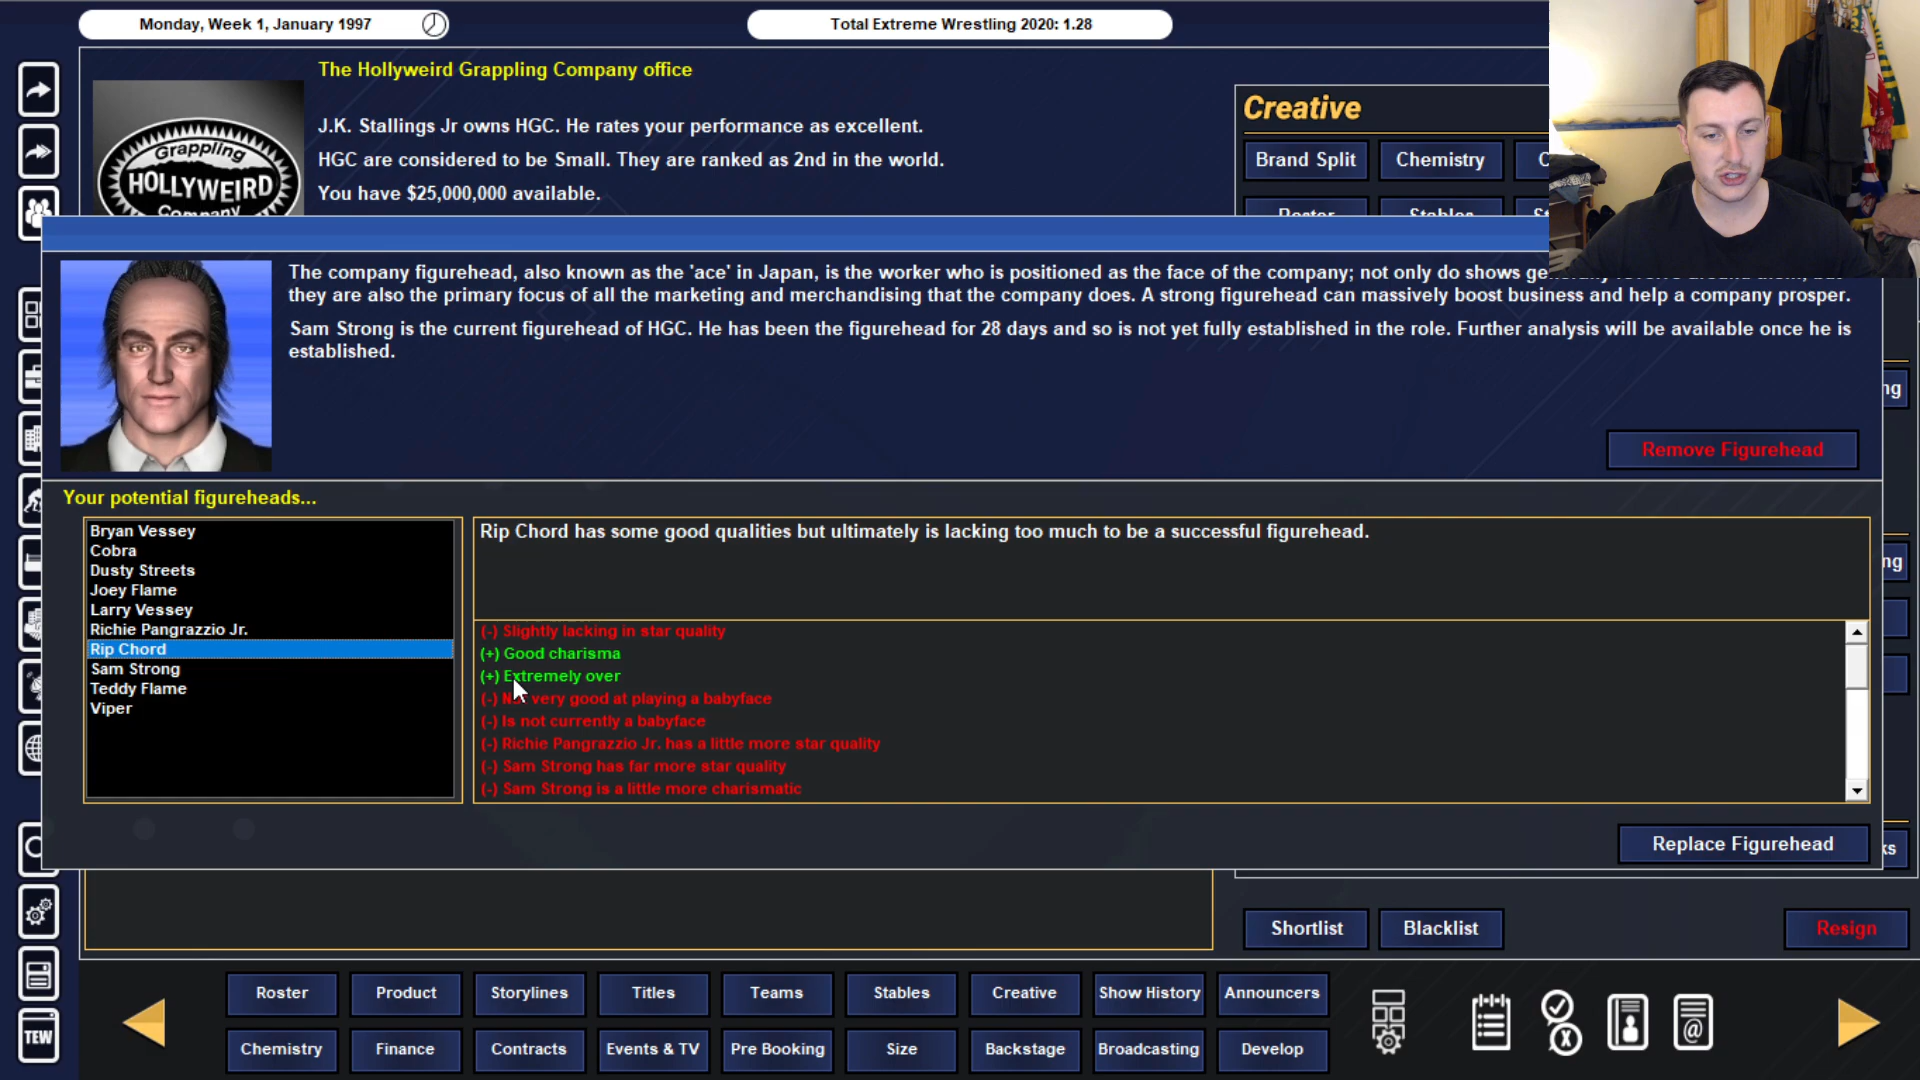 Monday, Week 1, January 1997
Total Extreme Wrestling 2020: 1.28
The Hollyweird Grappling Company office
Grappling
HOLLYWEIRD
Company
J.K. Stallings Jr owns HGC. He rates your performance as excellent.
HGC are considered to be Small. They are ranked as 2nd in the world.
You have $25,000,000 available.
Creative
Brand Split
Chemistry
Roster
Stables
The company figurehead, also known as the 'ace' in Japan, is the worker who is positioned as the face of the company; not only do shows
they are also the primary focus of all the marketing and merchandising that the company does. A strong figurehead can massively boost business and help a company prosper.
Sam Strong is the current figurehead of HGC. He has been the figurehead for 28 days and so is not yet fully established in the role. Further analysis will be available once he is
established.
Remove Figurehead
Your potential figureheads...
Bryan Vessey
Cobra
Dusty Streets
Joey Flame
Larry Vessey
Richie Pangrazzio Jr.
Rip Chord
Sam Strong
Teddy Flame
Viper
Rip Chord has some good qualities but ultimately is lacking too much to be a successful figurehead.
(-) Slightly lacking in star quality
(+) Good charisma
(+) Extremely over
(-) Not very good at playing a babyface
(-) Is not currently a babyface
(-) Richie Pangrazzio Jr. has a little more star quality
(-) Sam Strong has far more star quality
(-) Sam Strong is a little more charismatic
Replace Figurehead
ng
ng
ks
Shortlist
Blacklist
Resign
TEW
Roster
Product
Storylines
Titles
Teams
Stables
Creative
Show History
Announcers
Chemistry
Finance
Contracts
Events & TV
Pre Booking
Size
Backstage
Broadcasting
Develop